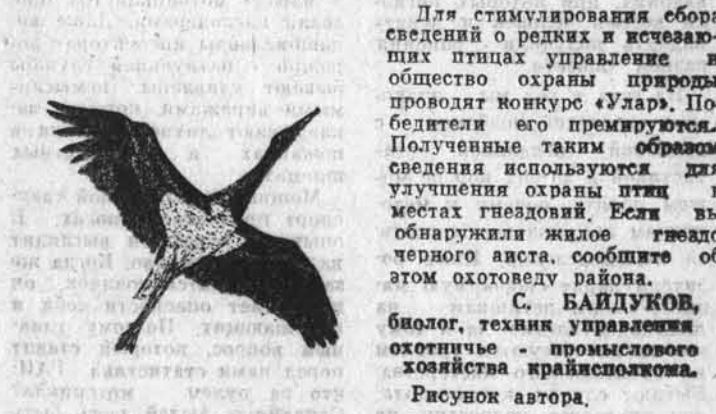 Для стимулирования сбора
сведений о редких и исчезаю-
щих птицах управление и
общество охраны природы
проводят конкурс «Улар». По-
бедители его премируются.
Полученные таким образом
сведения используются для
улучшения охраны птиц в
местах гнездовий. Если вы
обнаружили жилое гнездо
черного аиста, сообщите об
этом охотоведу района.
С. БАЙДУКОВ,
биолог, техник управления
охотничье - промыслового
хозяйства крайисполкома.
Рисунок автора.